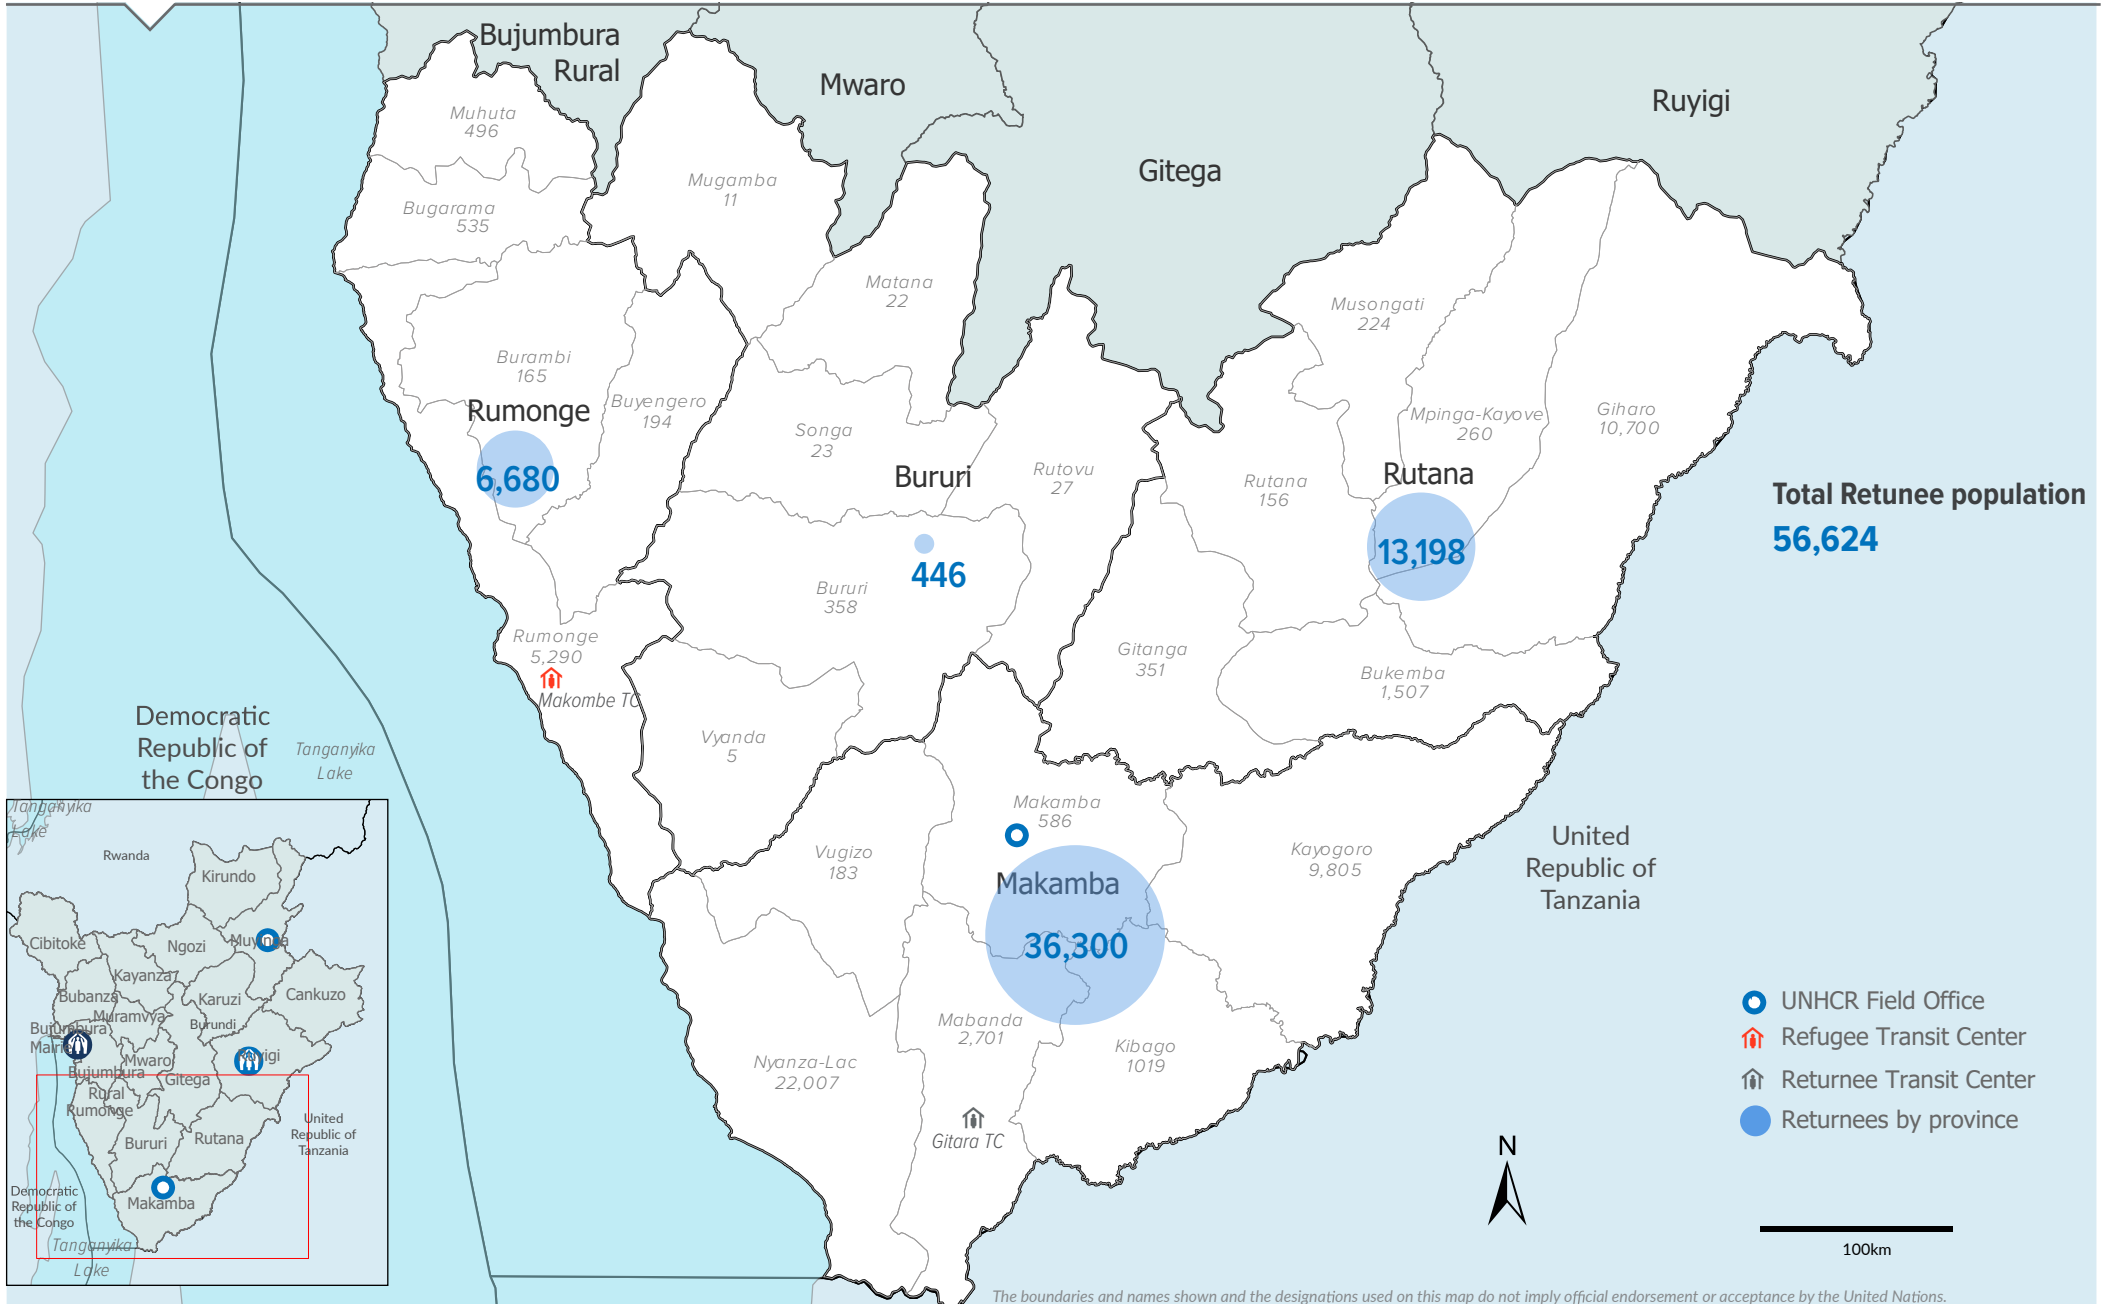 Bujumbura
Rural
Mwaro
Gitega
Ruyigi
Muhuta
496
Bugarama
535
Mugamba
11
Matana
22
Musongati
224
Burambi
165
Rumonge
6,680
Buyengero
194
Songa
23
Bururi
446
Rutovu
27
Rutana
156
Mpinga-Kayove
260
Giharo
10,700
Rutana
13,198
Total Retunee population
56,624
Bururi
358
Rumonge
5,290
Makombe TC
Gitanga
351
Bukemba
1,507
Vyanda
5
Democratic
Republic of
the Congo
Tanganyika
Lake
Makamba
586
Vugizo
183
Makamba
36,300
Kayogoro
9,805
United
Republic of
Tanzania
Mabanda
2,701
Kibago
1019
Nyanza-Lac
22,007
Gitara TC
UNHCR Field Office
Refugee Transit Center
Returnee Transit Center
Returnees by province
N
100km
Tanganyika
Lake
Rwanda
Kirundo
Cibitoke
Ngozi
Muyinga
Kayanza
Bubanza
Karuzi
Cankuzo
Muramvya
Burundi
Bujumbura
Mairie
Mwaro
Ruyigi
Bujumbura
Rural
Gitega
Rumonge
Bururi
Rutana
United
Republic of
Tanzania
Makamba
Democratic
Republic of
the Congo
Tanganyika
Lake
The boundaries and names shown and the designations used on this map do not imply official endorsement or acceptance by the United Nations.